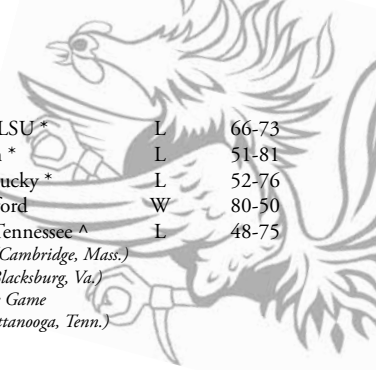 LSU * L 66-73
* L 51-81
ucky * L 52-76
ford W 80-50
Tennessee ^ L 48-75
Cambridge, Mass.)
Blacksburg, Va.)
Game
ttanooga, Tenn.)